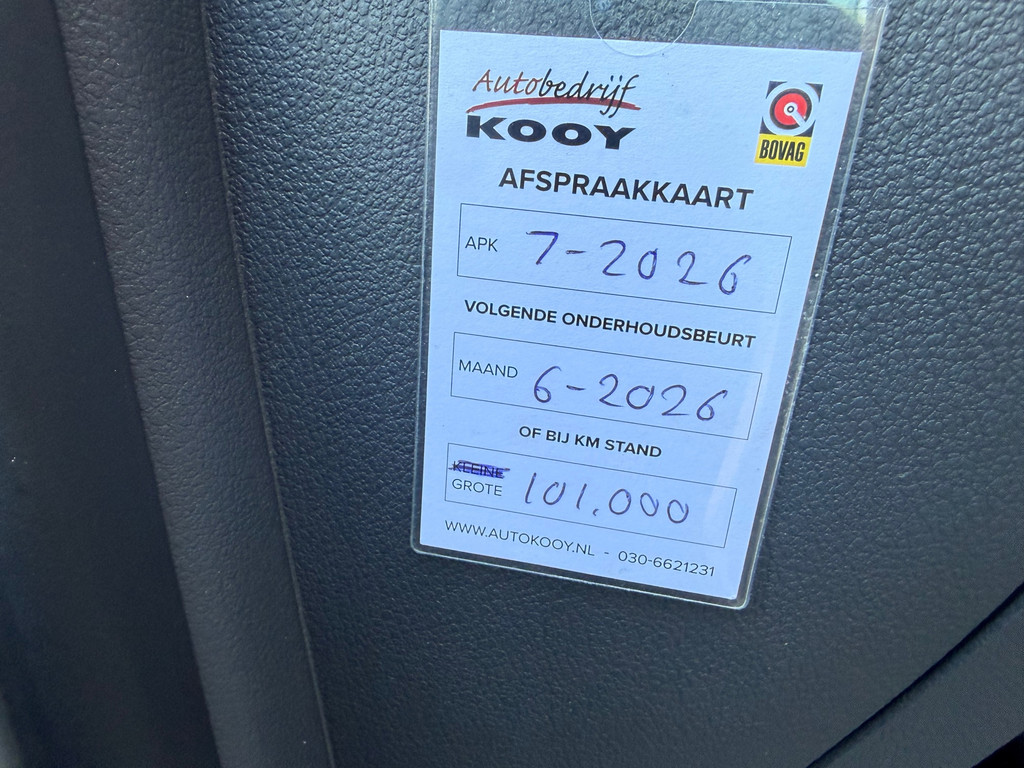 Autobedrijf
KOOY
BOVAG
AFSPRAAKKAART
APK 7-2026
VOLGENDE ONDERHOUDSBEURT
MAAND 6-2026
OF BIJ KM STAND
KLEINE
GROTE 101.000
WWW.AUTOKOOY.NL - 030-6621231